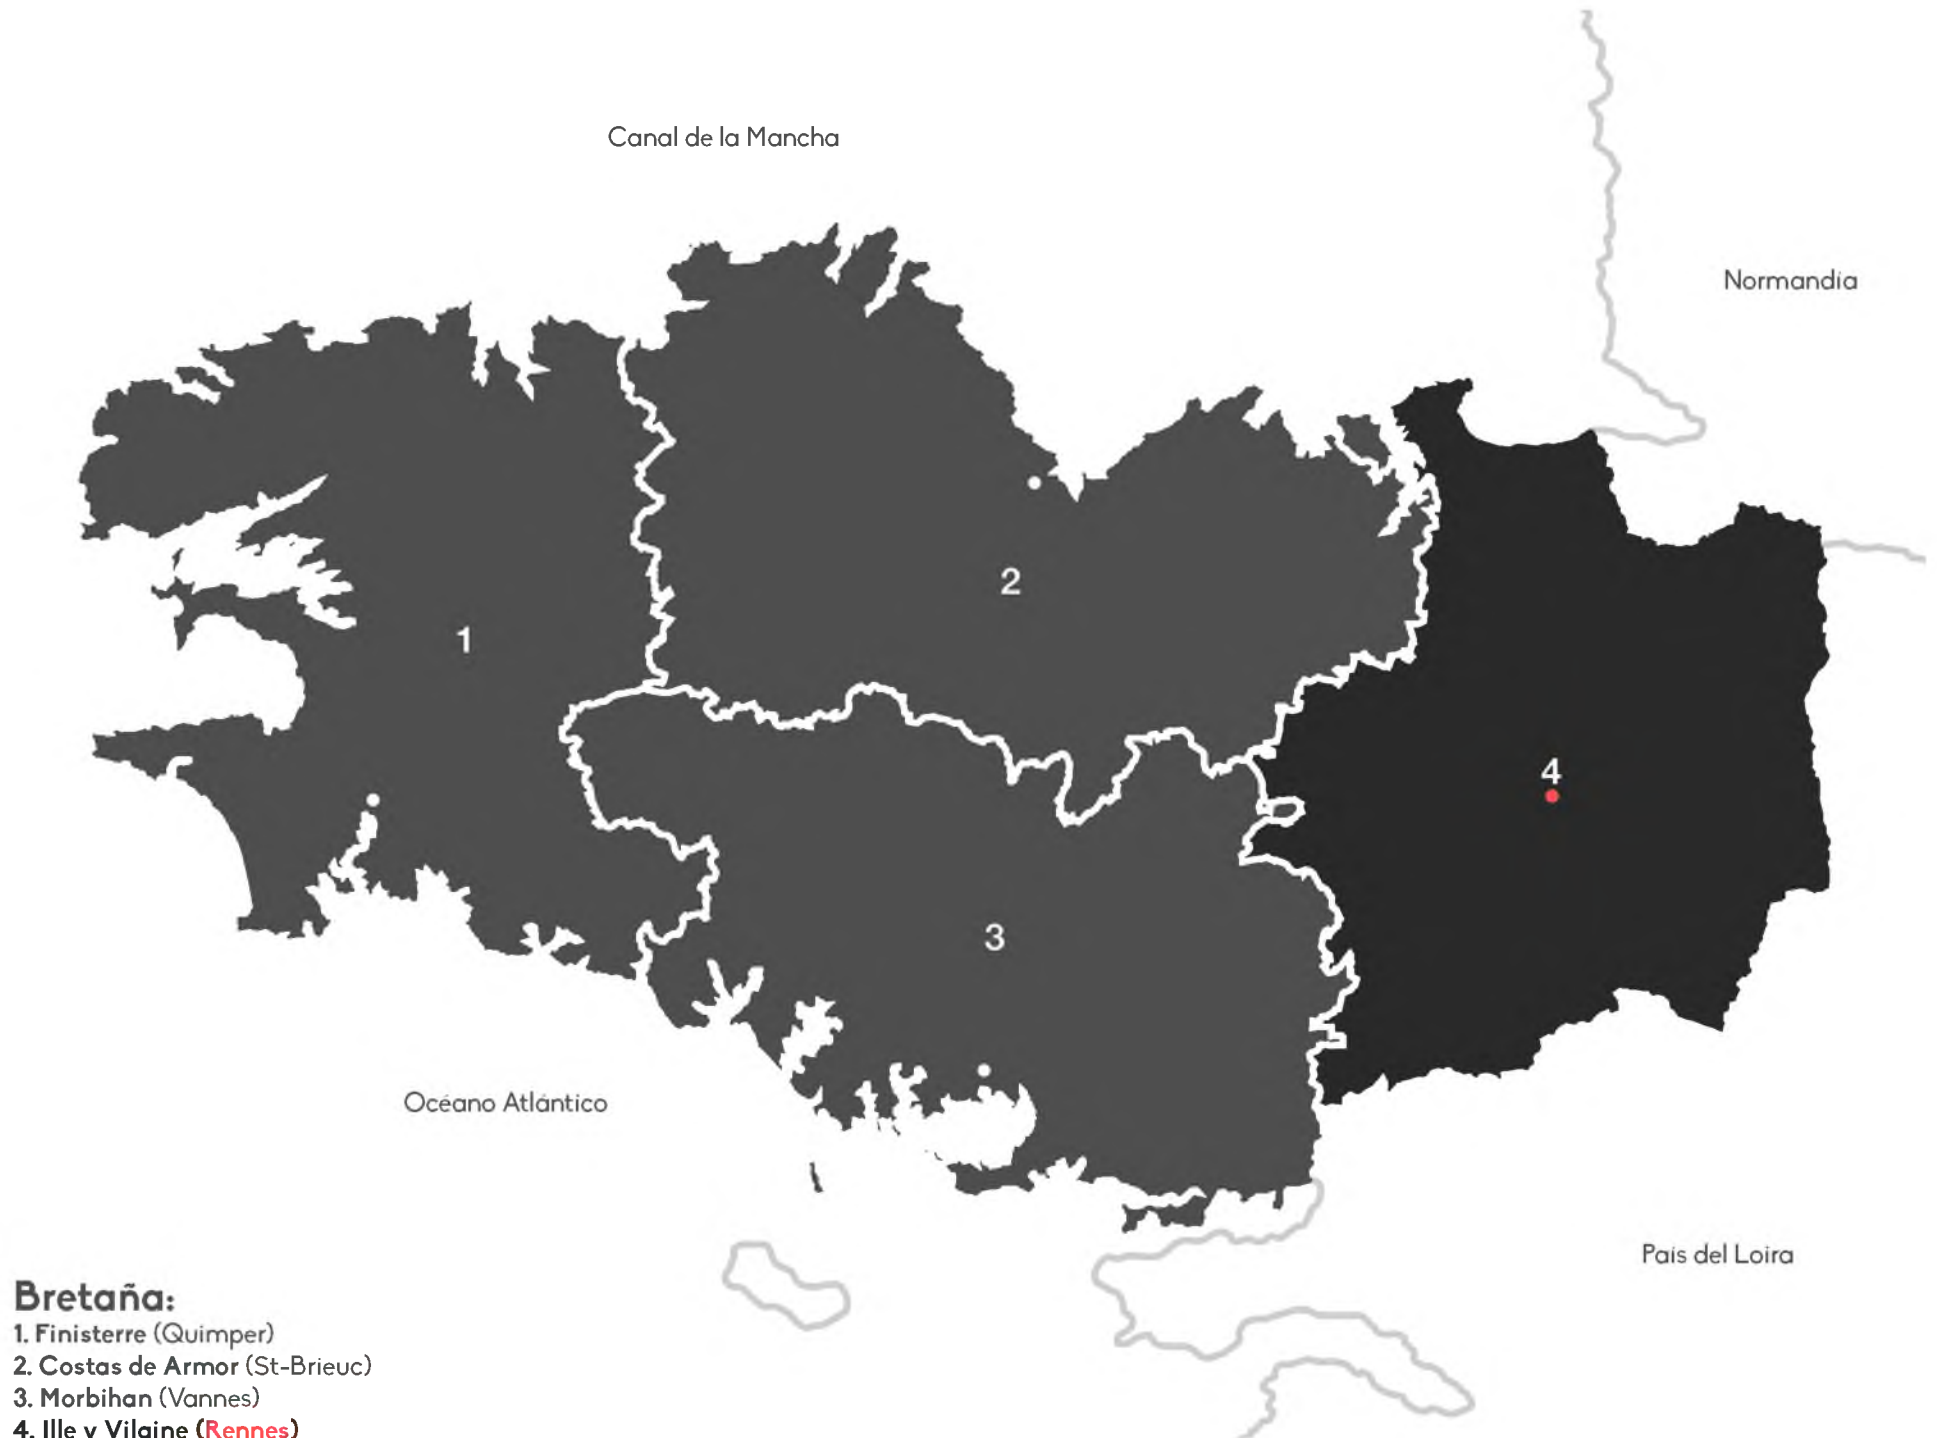 Canal de la Mancha
Normandía
1
2
4
3
Océano Atlántico
País del Loira
Bretaña:
1. Finisterre (Quimper)
2. Costas de Armor (St-Brieuc)
3. Morbihan (Vannes)
4. Ille y Vilaine (Rennes)